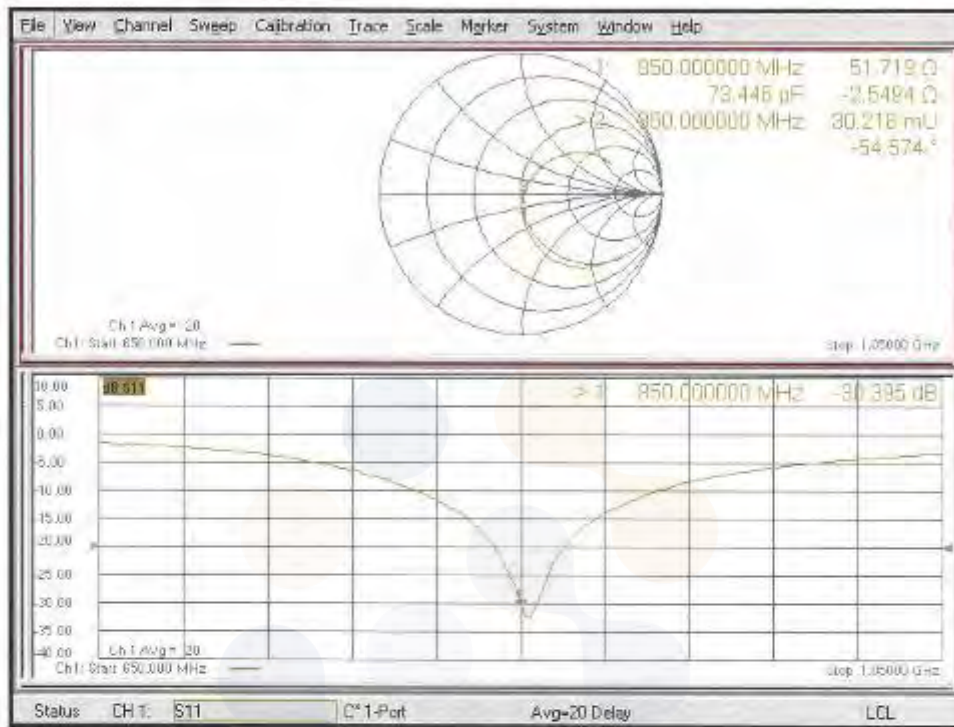 File View Channel Sweep Calibration Trace Scale Marker System Window Help
1: 850.000000 MHz 51.719 Ω
73.446 pF -2.5494 Ω
> 2: 850.000000 MHz 30.218 mU
-54.574 °
Ch 1 Avg = 20
Ch1: Start 650.000 MHz
Stop 1.05000 GHz
10.00
dB S11
> 1: 850.000000 MHz -30.395 dB
5.00
0.00
-5.00
-10.00
-15.00
-20.00
-25.00
-30.00
-35.00
-40.00
Ch 1 Avg = 20
Ch1: Start 650.000 MHz
Stop 1.05000 GHz
Status CH 1: S11 C* 1-Port Avg=20 Delay LCL